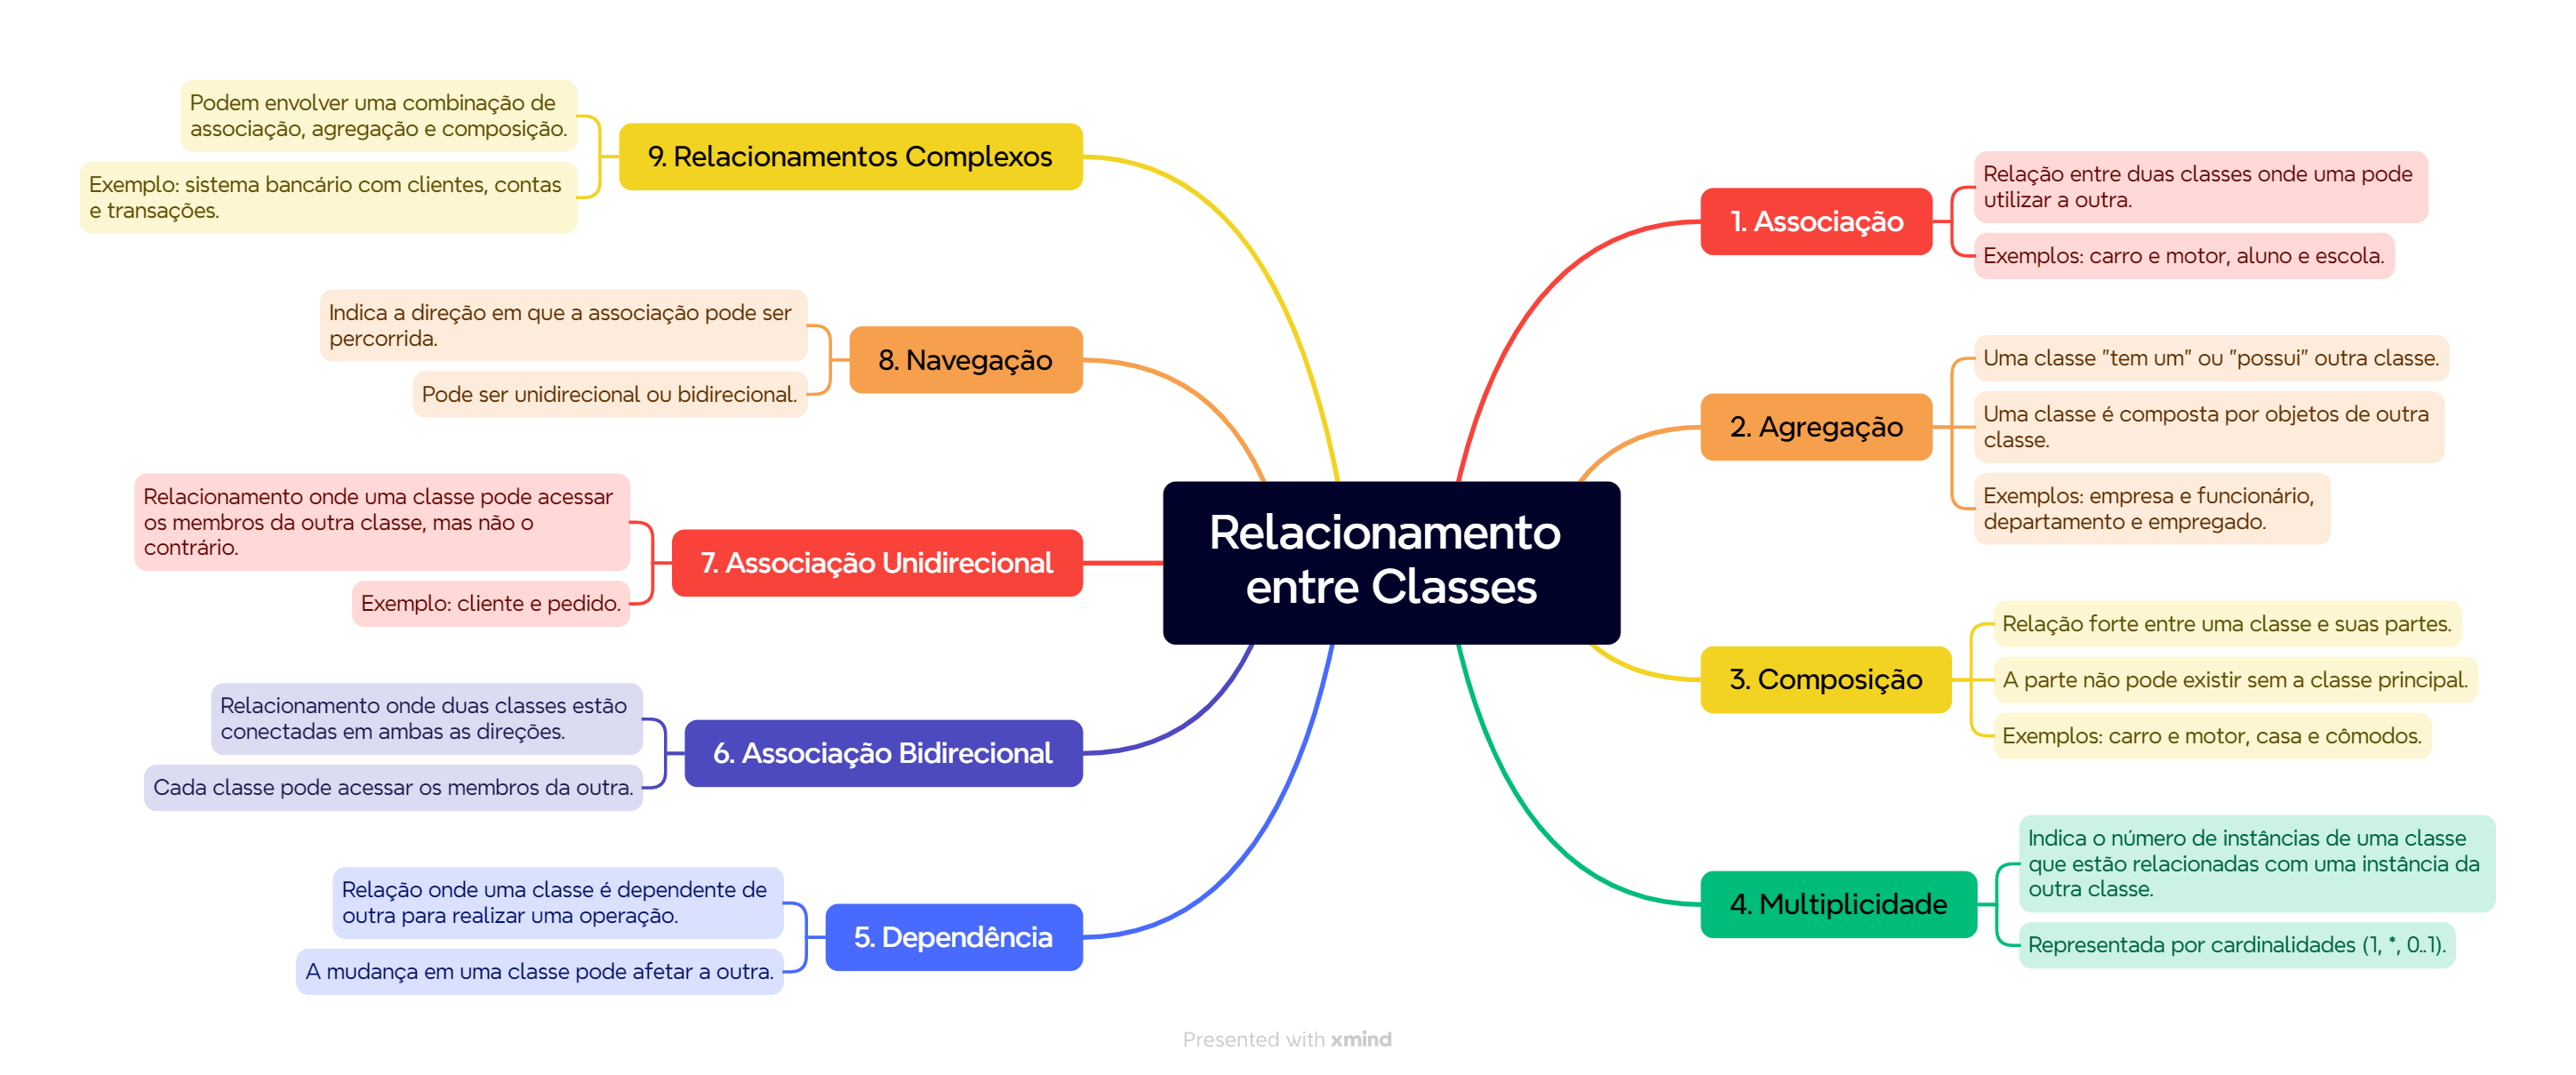 Relacionamento
entre Classes
1. Associação
Relação entre duas classes onde uma pode
utilizar a outra.
Exemplos: carro e motor, aluno e escola.
2. Agregação
Uma classe "tem um" ou "possui" outra classe.
Uma classe é composta por objetos de outra
classe.
Exemplos: empresa e funcionário,
departamento e empregado.
3. Composição
Relação forte entre uma classe e suas partes.
A parte não pode existir sem a classe principal.
Exemplos: carro e motor, casa e cômodos.
4. Multiplicidade
Indica o número de instâncias de uma classe
que estão relacionadas com uma instância da
outra classe.
Representada por cardinalidades (1, *, 0..1).
5. Dependência
Relação onde uma classe é dependente de
outra para realizar uma operação.
A mudança em uma classe pode afetar a outra.
6. Associação Bidirecional
Relacionamento onde duas classes estão
conectadas em ambas as direções.
Cada classe pode acessar os membros da outra.
7. Associação Unidirecional
Relacionamento onde uma classe pode acessar
os membros da outra classe, mas não o
contrário.
Exemplo: cliente e pedido.
8. Navegação
Indica a direção em que a associação pode ser
percorrida.
Pode ser unidirecional ou bidirecional.
9. Relacionamentos Complexos
Podem envolver uma combinação de
associação, agregação e composição.
Exemplo: sistema bancário com clientes, contas
e transações.
Presented with xmind